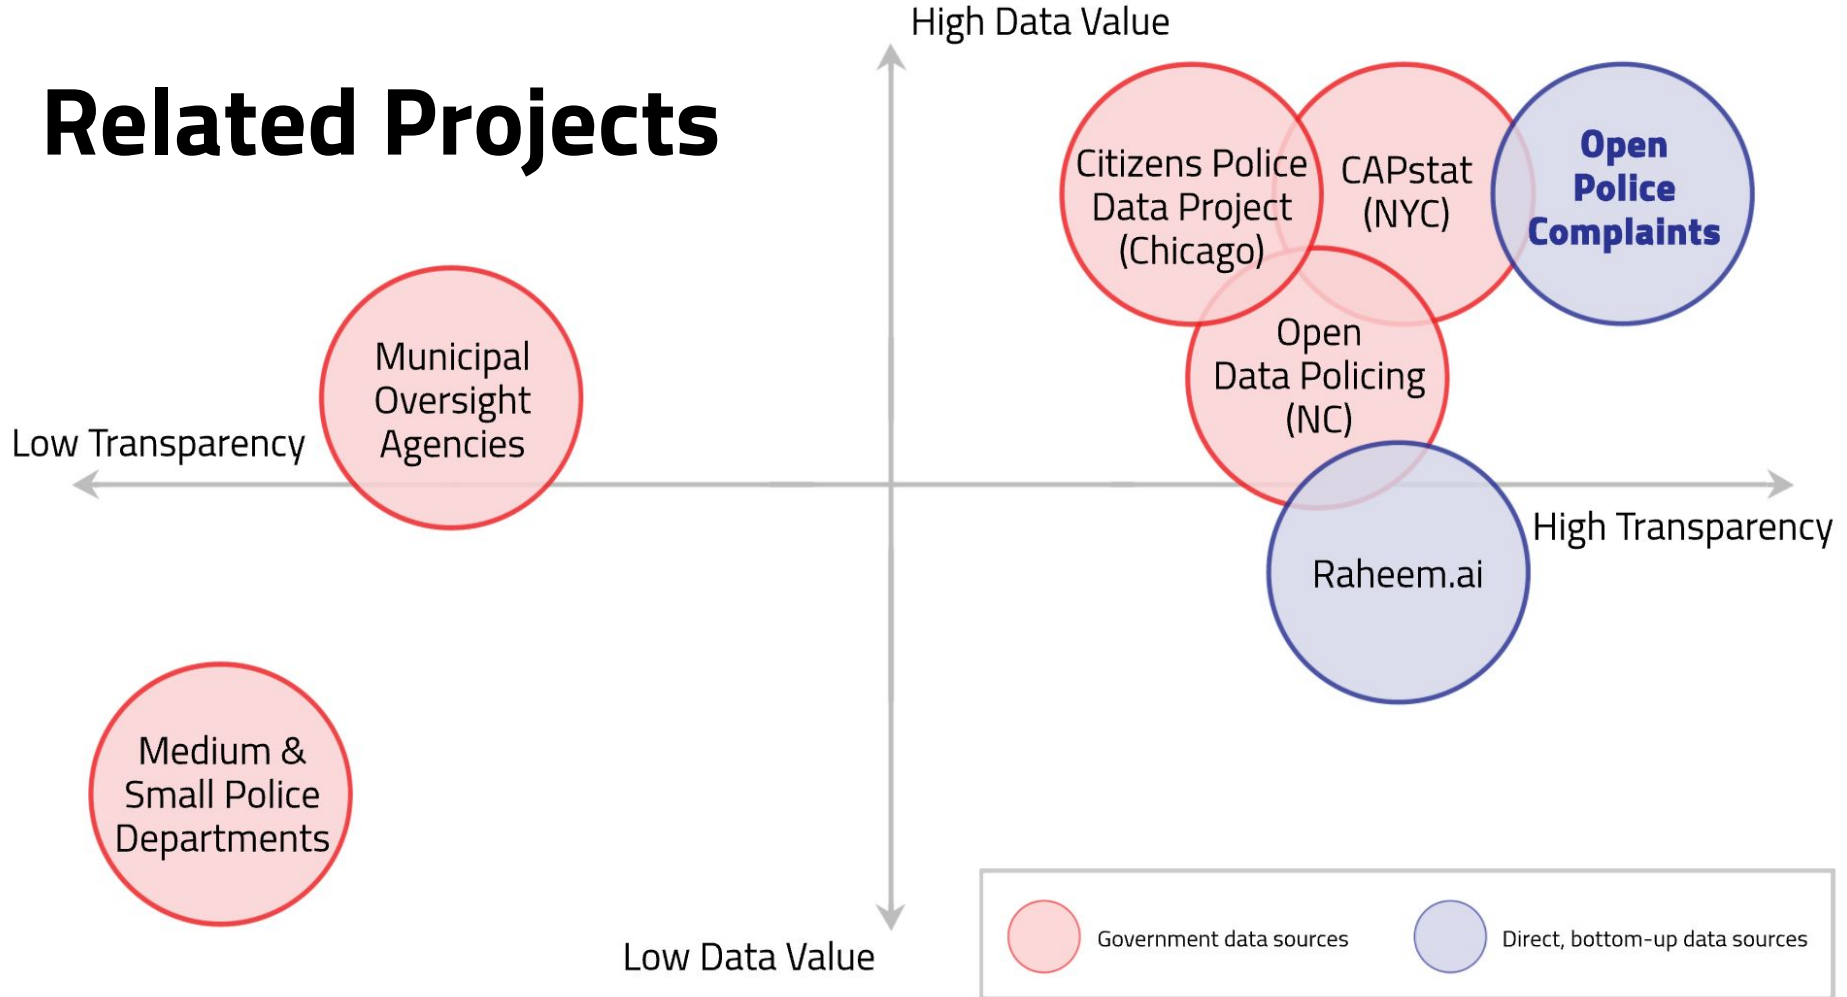 Related Projects
High Data Value
Citizens Police
Data Project
(Chicago)
CAPstat
(NYC)
Open
Police
Complaints
Municipal
Oversight
Agencies
Open
Data Policing
(NC)
Low Transparency
High Transparency
Raheem.ai
Medium &
Small Police
Departments
Low Data Value
Government data sources
Direct, bottom-up data sources